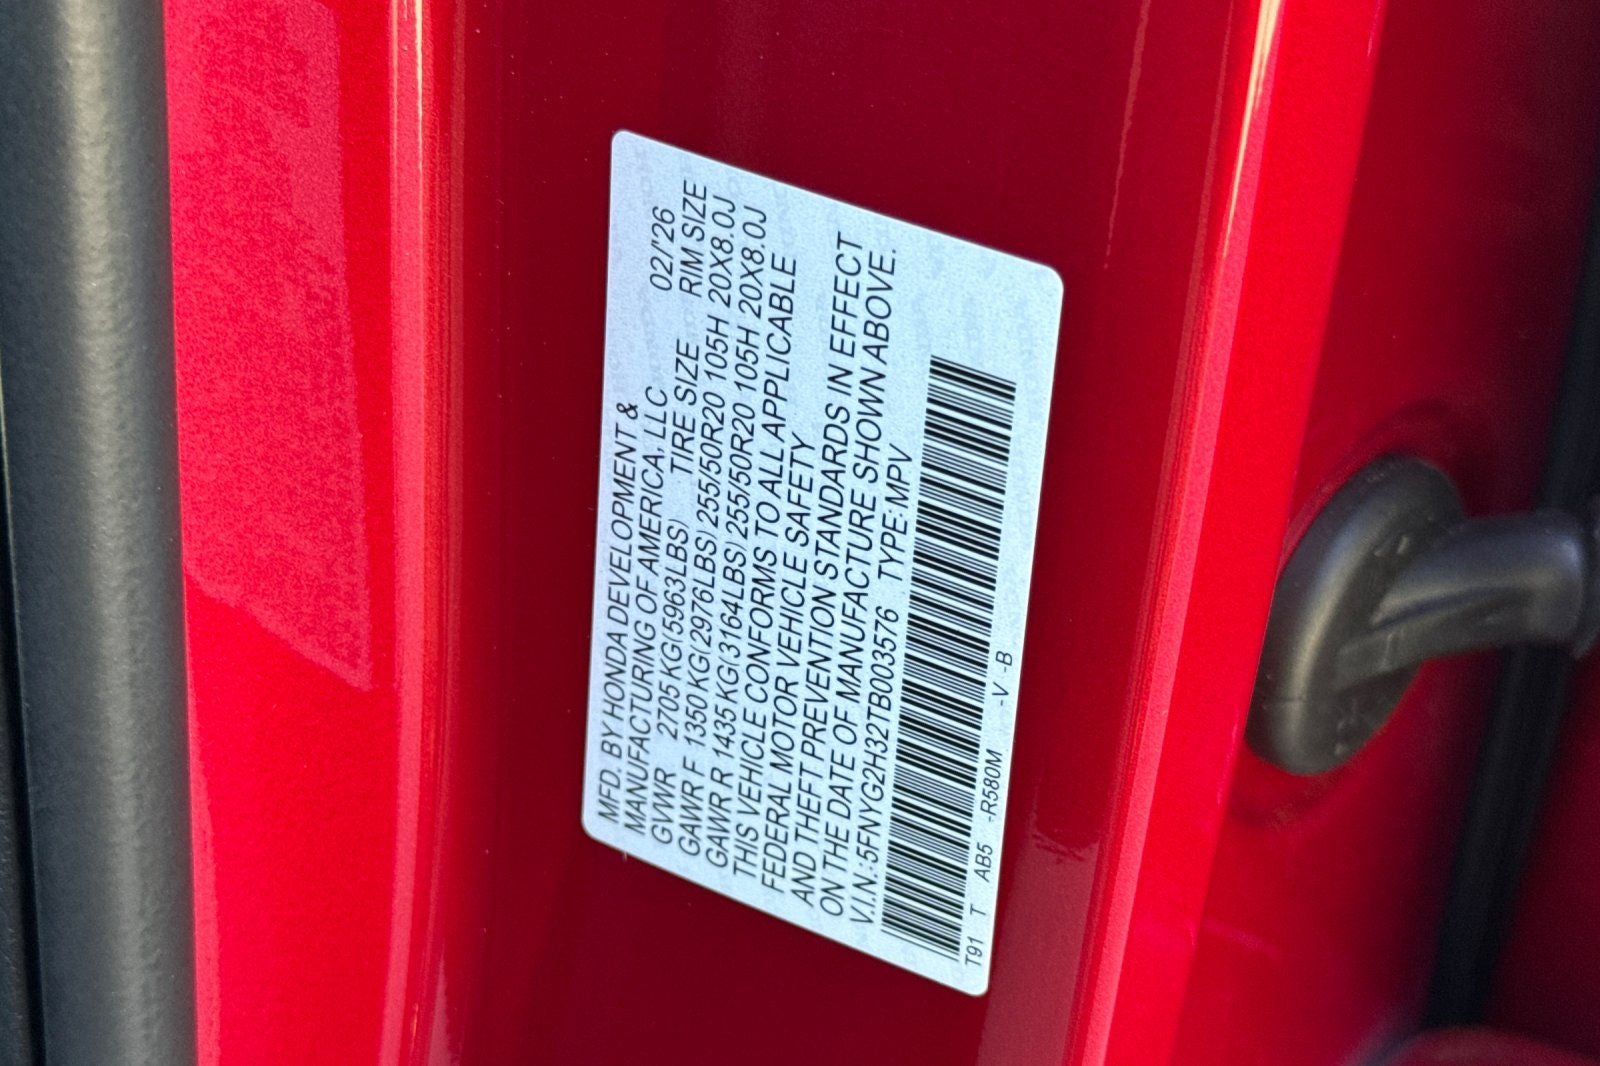 MFD. BY HONDA DEVELOPMENT &
MANUFACTURING OF AMERICA, LLC 02/'26
GVWR 2705 KG(5963LBS) TIRE SIZE RIM SIZE
GAWR F 1350 KG(2976LBS) 255/50R20 105H 20X8.0J
GAWR R 1435 KG(3164LBS) 255/50R20 105H 20X8.0J
THIS VEHICLE CONFORMS TO ALL APPLICABLE
FEDERAL MOTOR VEHICLE SAFETY
AND THEFT PREVENTION STANDARDS IN EFFECT
ON THE DATE OF MANUFACTURE SHOWN ABOVE.
V.I.N.:5FNYG2H32TB003576 TYPE:MPV
T91 T AB5 -R580M -V -B